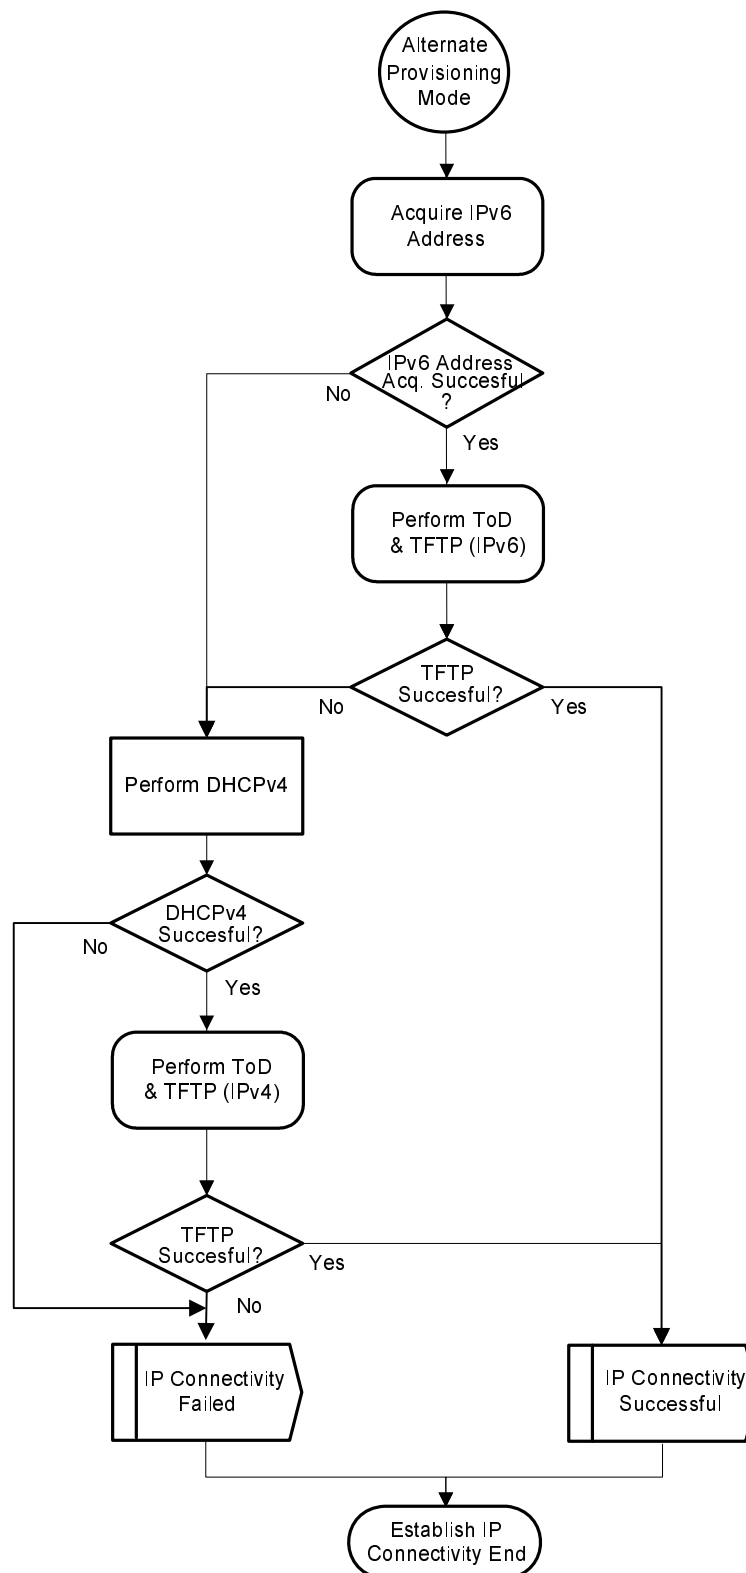 Alternate
Provisioning
Mode
Acquire IPv6
Address
IPv6 Address
Acq. Succesful
?
No
Yes
Perform ToD
& TFTP (IPv6)
TFTP
Succesful?
No
Yes
Perform DHCPv4
DHCPv4
Succesful?
No
Yes
Perform ToD
& TFTP (IPv4)
TFTP
Succesful?
Yes
No
IP Connectivity
Failed
IP Connectivity
Successful
Establish IP
Connectivity End